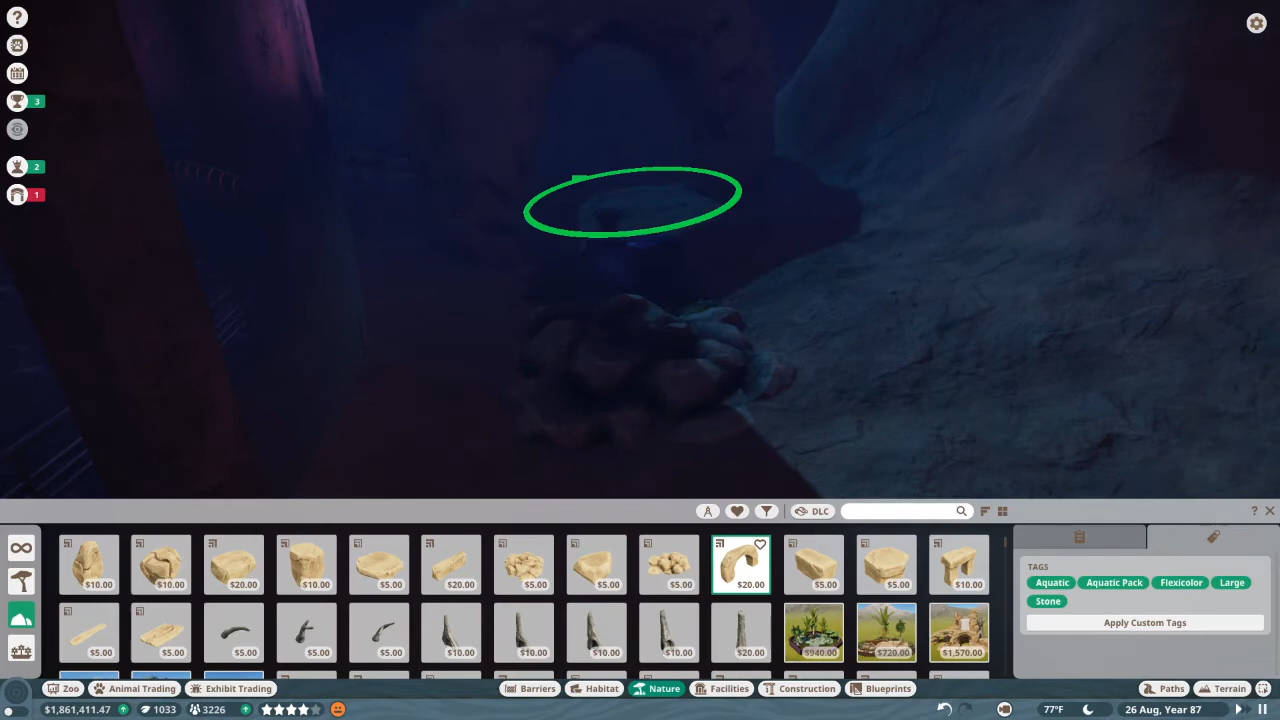 3
2
1
DLC
?
$10.00 $10.00 $20.00 $10.00 $5.00 $20.00 $5.00 $5.00 $5.00 $20.00 $5.00 $5.00 $10.00
$5.00 $5.00 $5.00 $5.00 $5.00 $10.00 $10.00 $10.00 $10.00 $20.00 $940.00 $720.00 $1,570.00
TAGS
Aquatic Aquatic Pack Flexicolor Large
Stone
Apply Custom Tags
Zoo Animal Trading Exhibit Trading Barriers Habitat Nature Facilities Construction Blueprints Paths Terrain
$1,861,411.47 1033 3226 77°F 26 Aug, Year 87